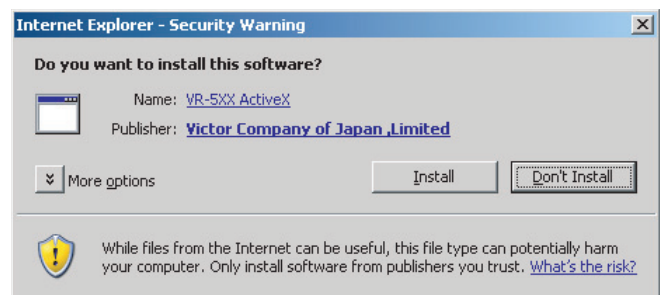 Internet Explorer - Security Warning
Do you want to install this software?
Name: VR-5XX ActiveX
Publisher: Victor Company of Japan ,Limited
More options
Install
Don't Install
While files from the Internet can be useful, this file type can potentially harm
your computer. Only install software from publishers you trust. What's the risk?